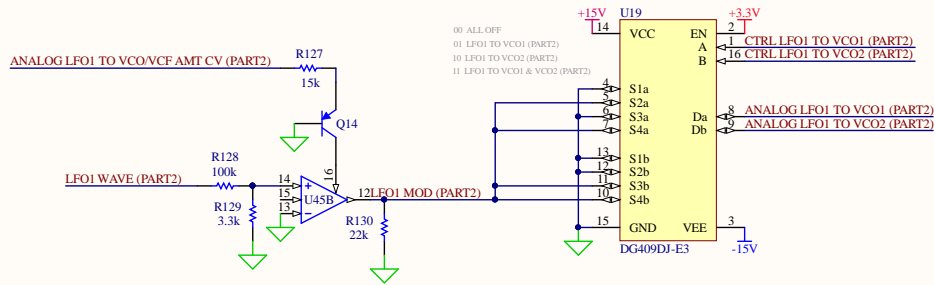 +15V
U19
+3.3V
00 ALL OFF
01 LFO1 TO VCO1 (PART2)
10 LFO1 TO VCO2 (PART2)
11 LFO1 TO VCO1 & VCO2 (PART2)
14 VCC EN 2
A 1 CTRL LFO1 TO VCO1 (PART2)
B 16 CTRL LFO1 TO VCO2 (PART2)
R127
ANALOG LFO1 TO VCO/VCF AMT CV (PART2)
15k
4 S1a
5 S2a
6 S3a Da 8 ANALOG LFO1 TO VCO1 (PART2)
7 S4a Db 9 ANALOG LFO1 TO VCO2 (PART2)
Q14
13 S1b
12 S2b
11 S3b
10 S4b
R128
100k
16
LFO1 WAVE (PART2)
14 +
15
13 −
U45B
12 LFO1 MOD (PART2)
R129
3.3k
R130
22k
15 GND VEE 3
DG409DJ-E3
-15V